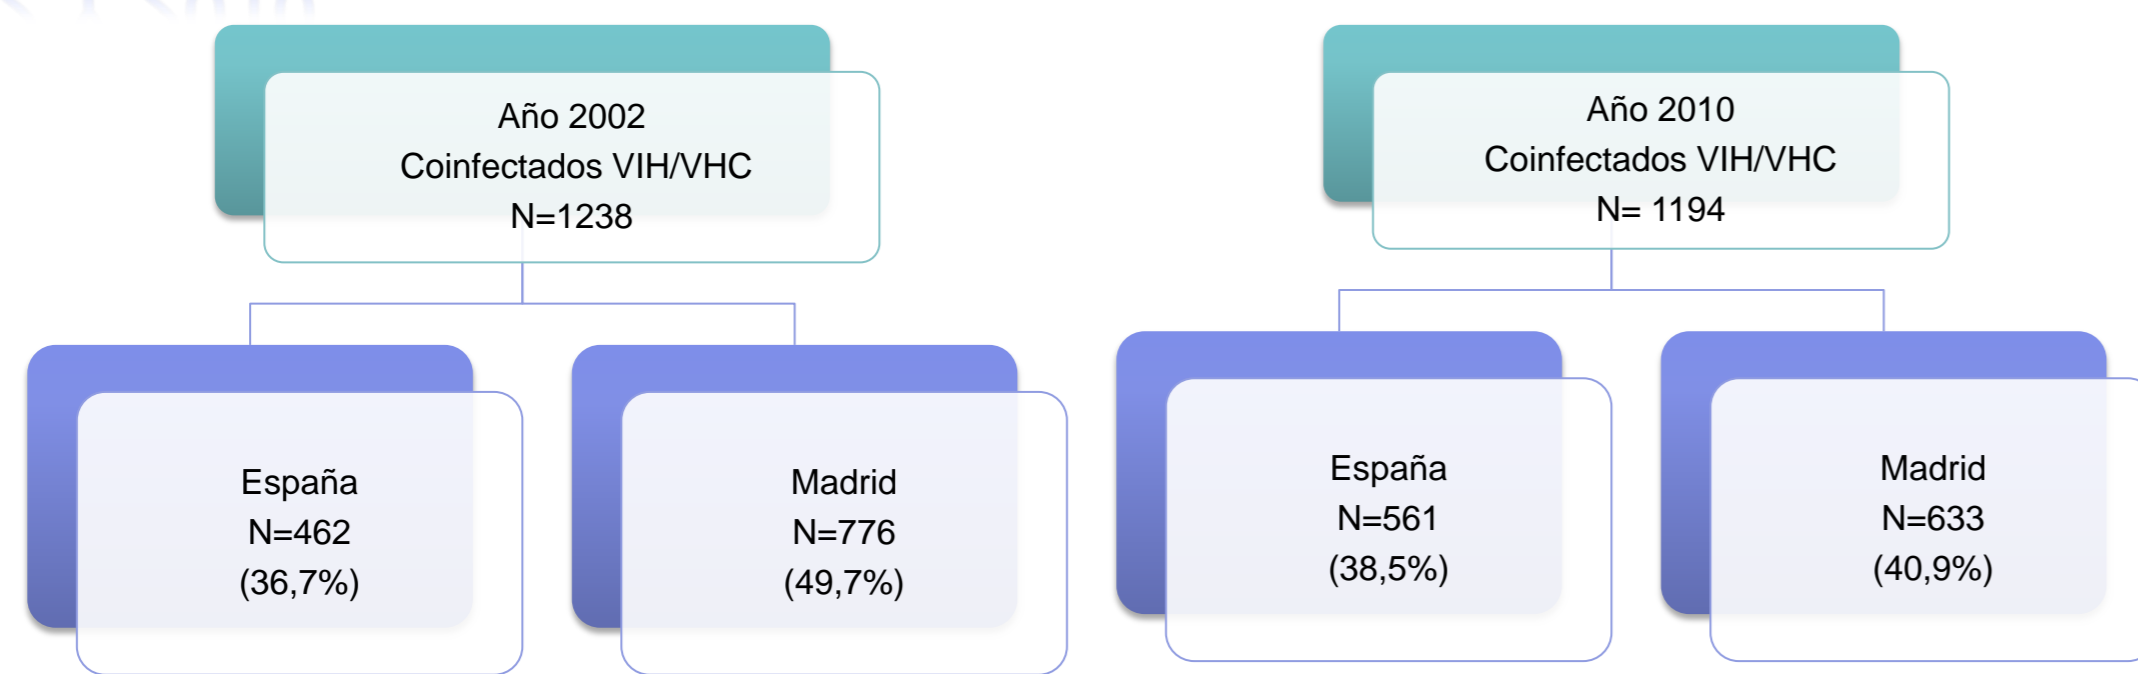 Año 2002
Coinfectados VIH/VHC
N=1238
España
N=462
(36,7%)
Madrid
N=776
(49,7%)
Año 2010
Coinfectados VIH/VHC
N= 1194
España
N=561
(38,5%)
Madrid
N=633
(40,9%)